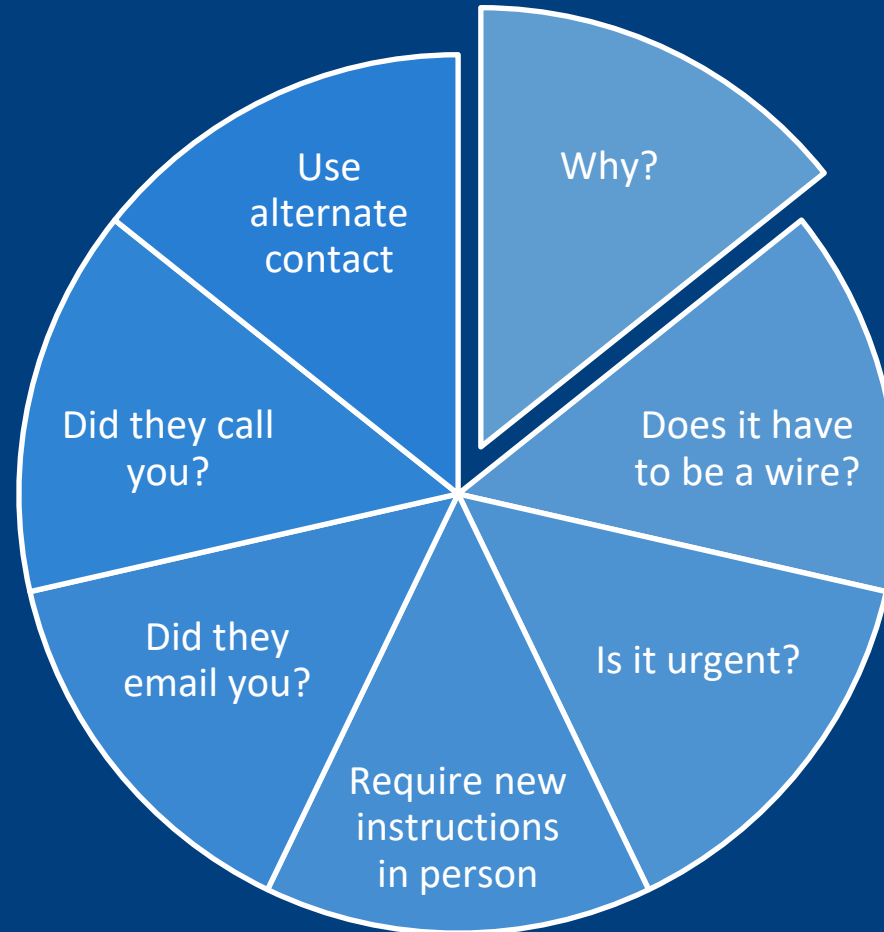 Why?
Does it have
to be a wire?
Is it urgent?
Require new
instructions
in person
Did they
email you?
Did they call
you?
Use
alternate
contact